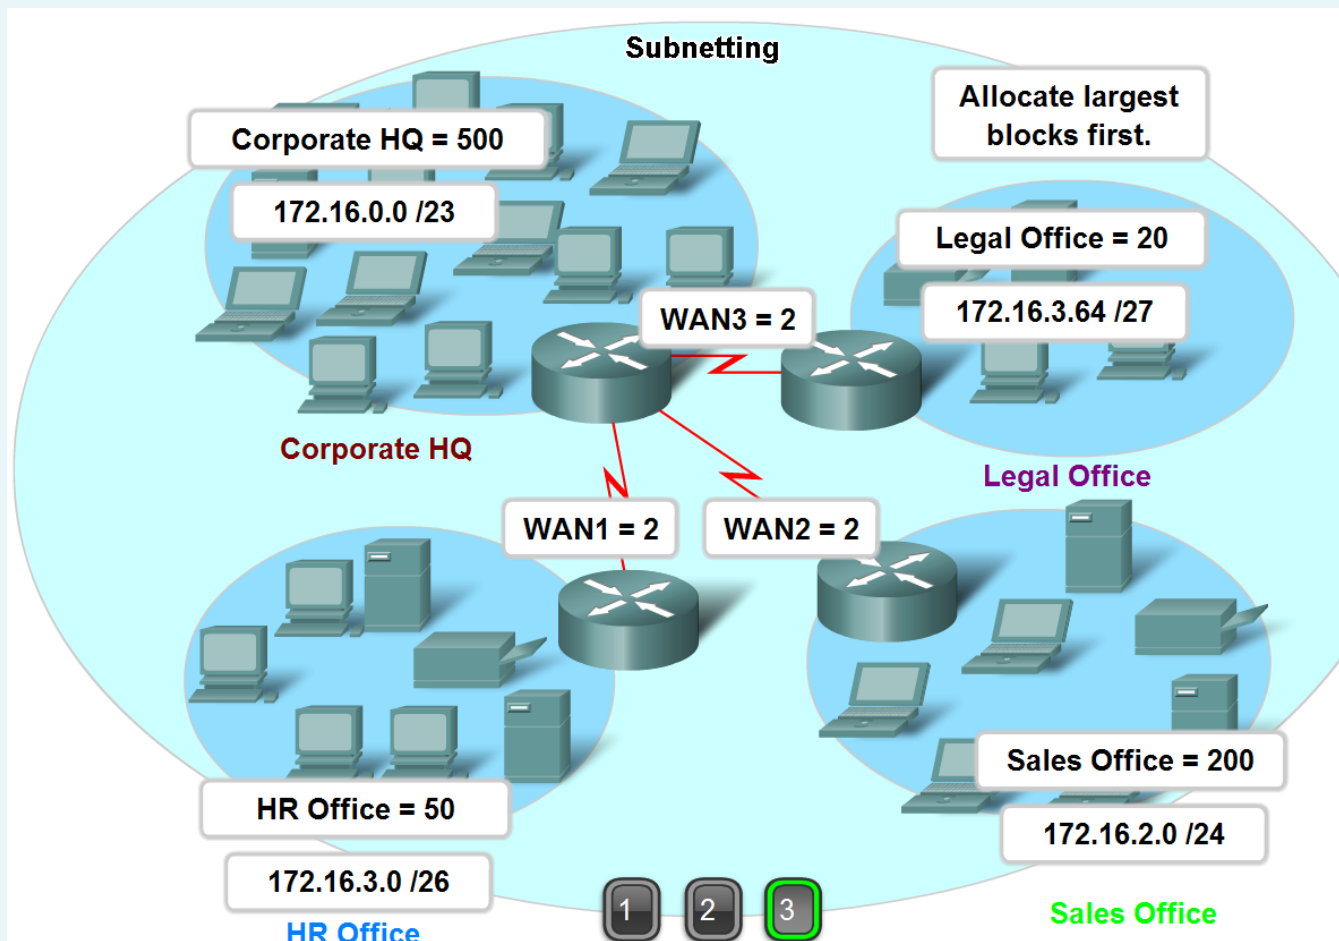 Subnetting
Allocate largest
blocks first.
Corporate HQ = 500
172.16.0.0 /23
Legal Office = 20
172.16.3.64 /27
WAN3 = 2
Corporate HQ
Legal Office
WAN1 = 2
WAN2 = 2
HR Office = 50
172.16.3.0 /26
HR Office
Sales Office = 200
172.16.2.0 /24
Sales Office
1
2
3